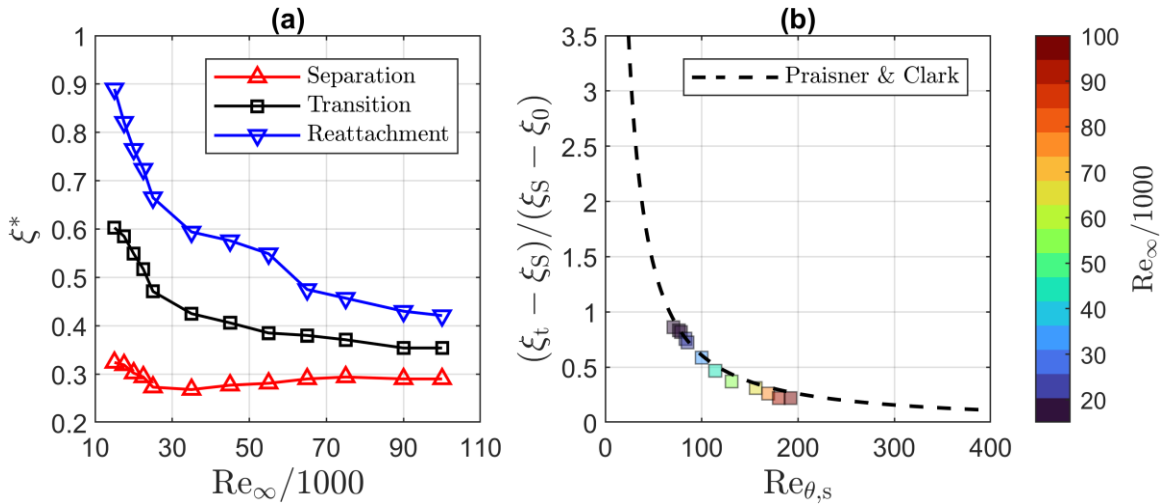 (a)
0.2
0.3
0.4
0.5
0.6
0.7
0.8
0.9
1
ξ*
10 30 50 70 90 110
Re∞/1000
Separation
Transition
Reattachment
(b)
0
0.5
1
1.5
2
2.5
3
3.5
(ξt − ξS)/(ξS − ξ0)
0 100 200 300 400
Reθ,s
Praisner & Clark
100
90
80
70
60
50
40
30
20
Re∞/1000